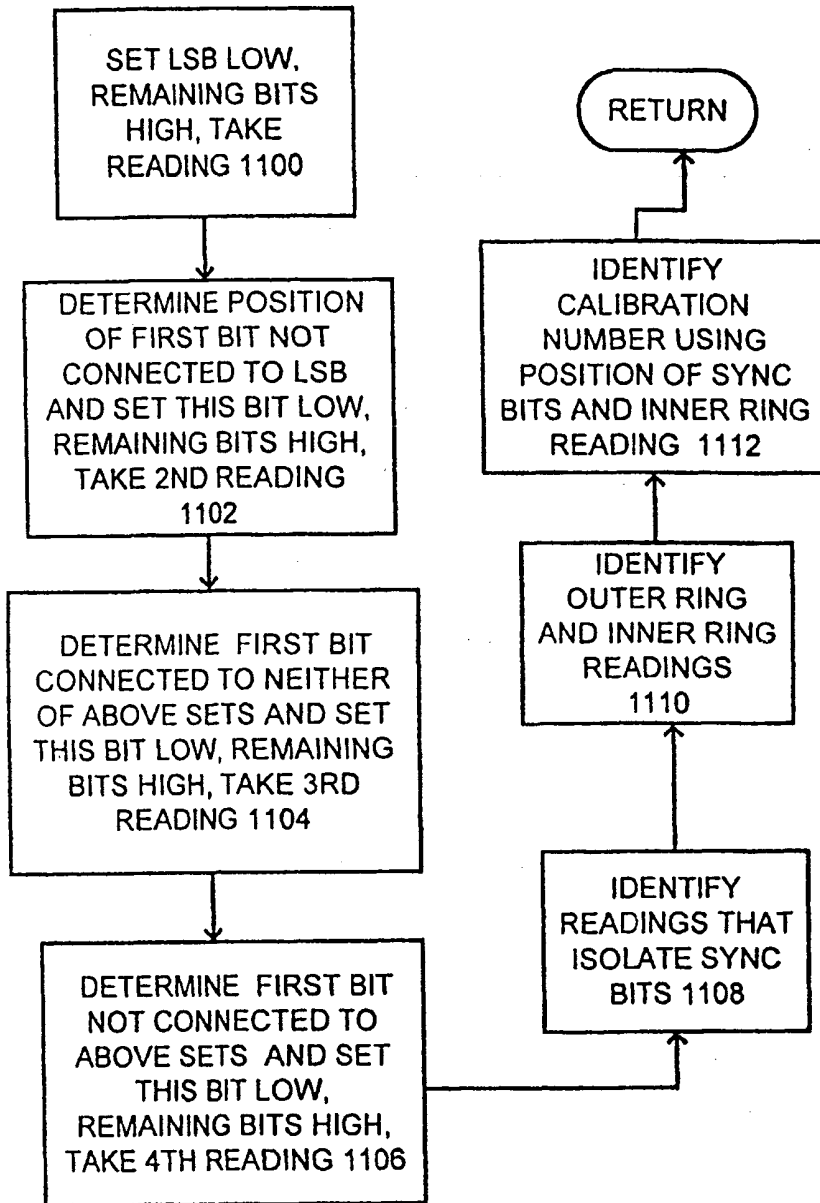 SET LSB LOW,
REMAINING BITS
HIGH, TAKE
READING 1100
DETERMINE POSITION
OF FIRST BIT NOT
CONNECTED TO LSB
AND SET THIS BIT LOW,
REMAINING BITS HIGH,
TAKE 2ND READING
1102
DETERMINE FIRST BIT
CONNECTED TO NEITHER
OF ABOVE SETS AND SET
THIS BIT LOW, REMAINING
BITS HIGH, TAKE 3RD
READING 1104
DETERMINE FIRST BIT
NOT CONNECTED TO
ABOVE SETS AND SET
THIS BIT LOW,
REMAINING BITS HIGH,
TAKE 4TH READING 1106
IDENTIFY
READINGS THAT
ISOLATE SYNC
BITS 1108
IDENTIFY
OUTER RING
AND INNER RING
READINGS
1110
IDENTIFY
CALIBRATION
NUMBER USING
POSITION OF SYNC
BITS AND INNER RING
READING 1112
RETURN